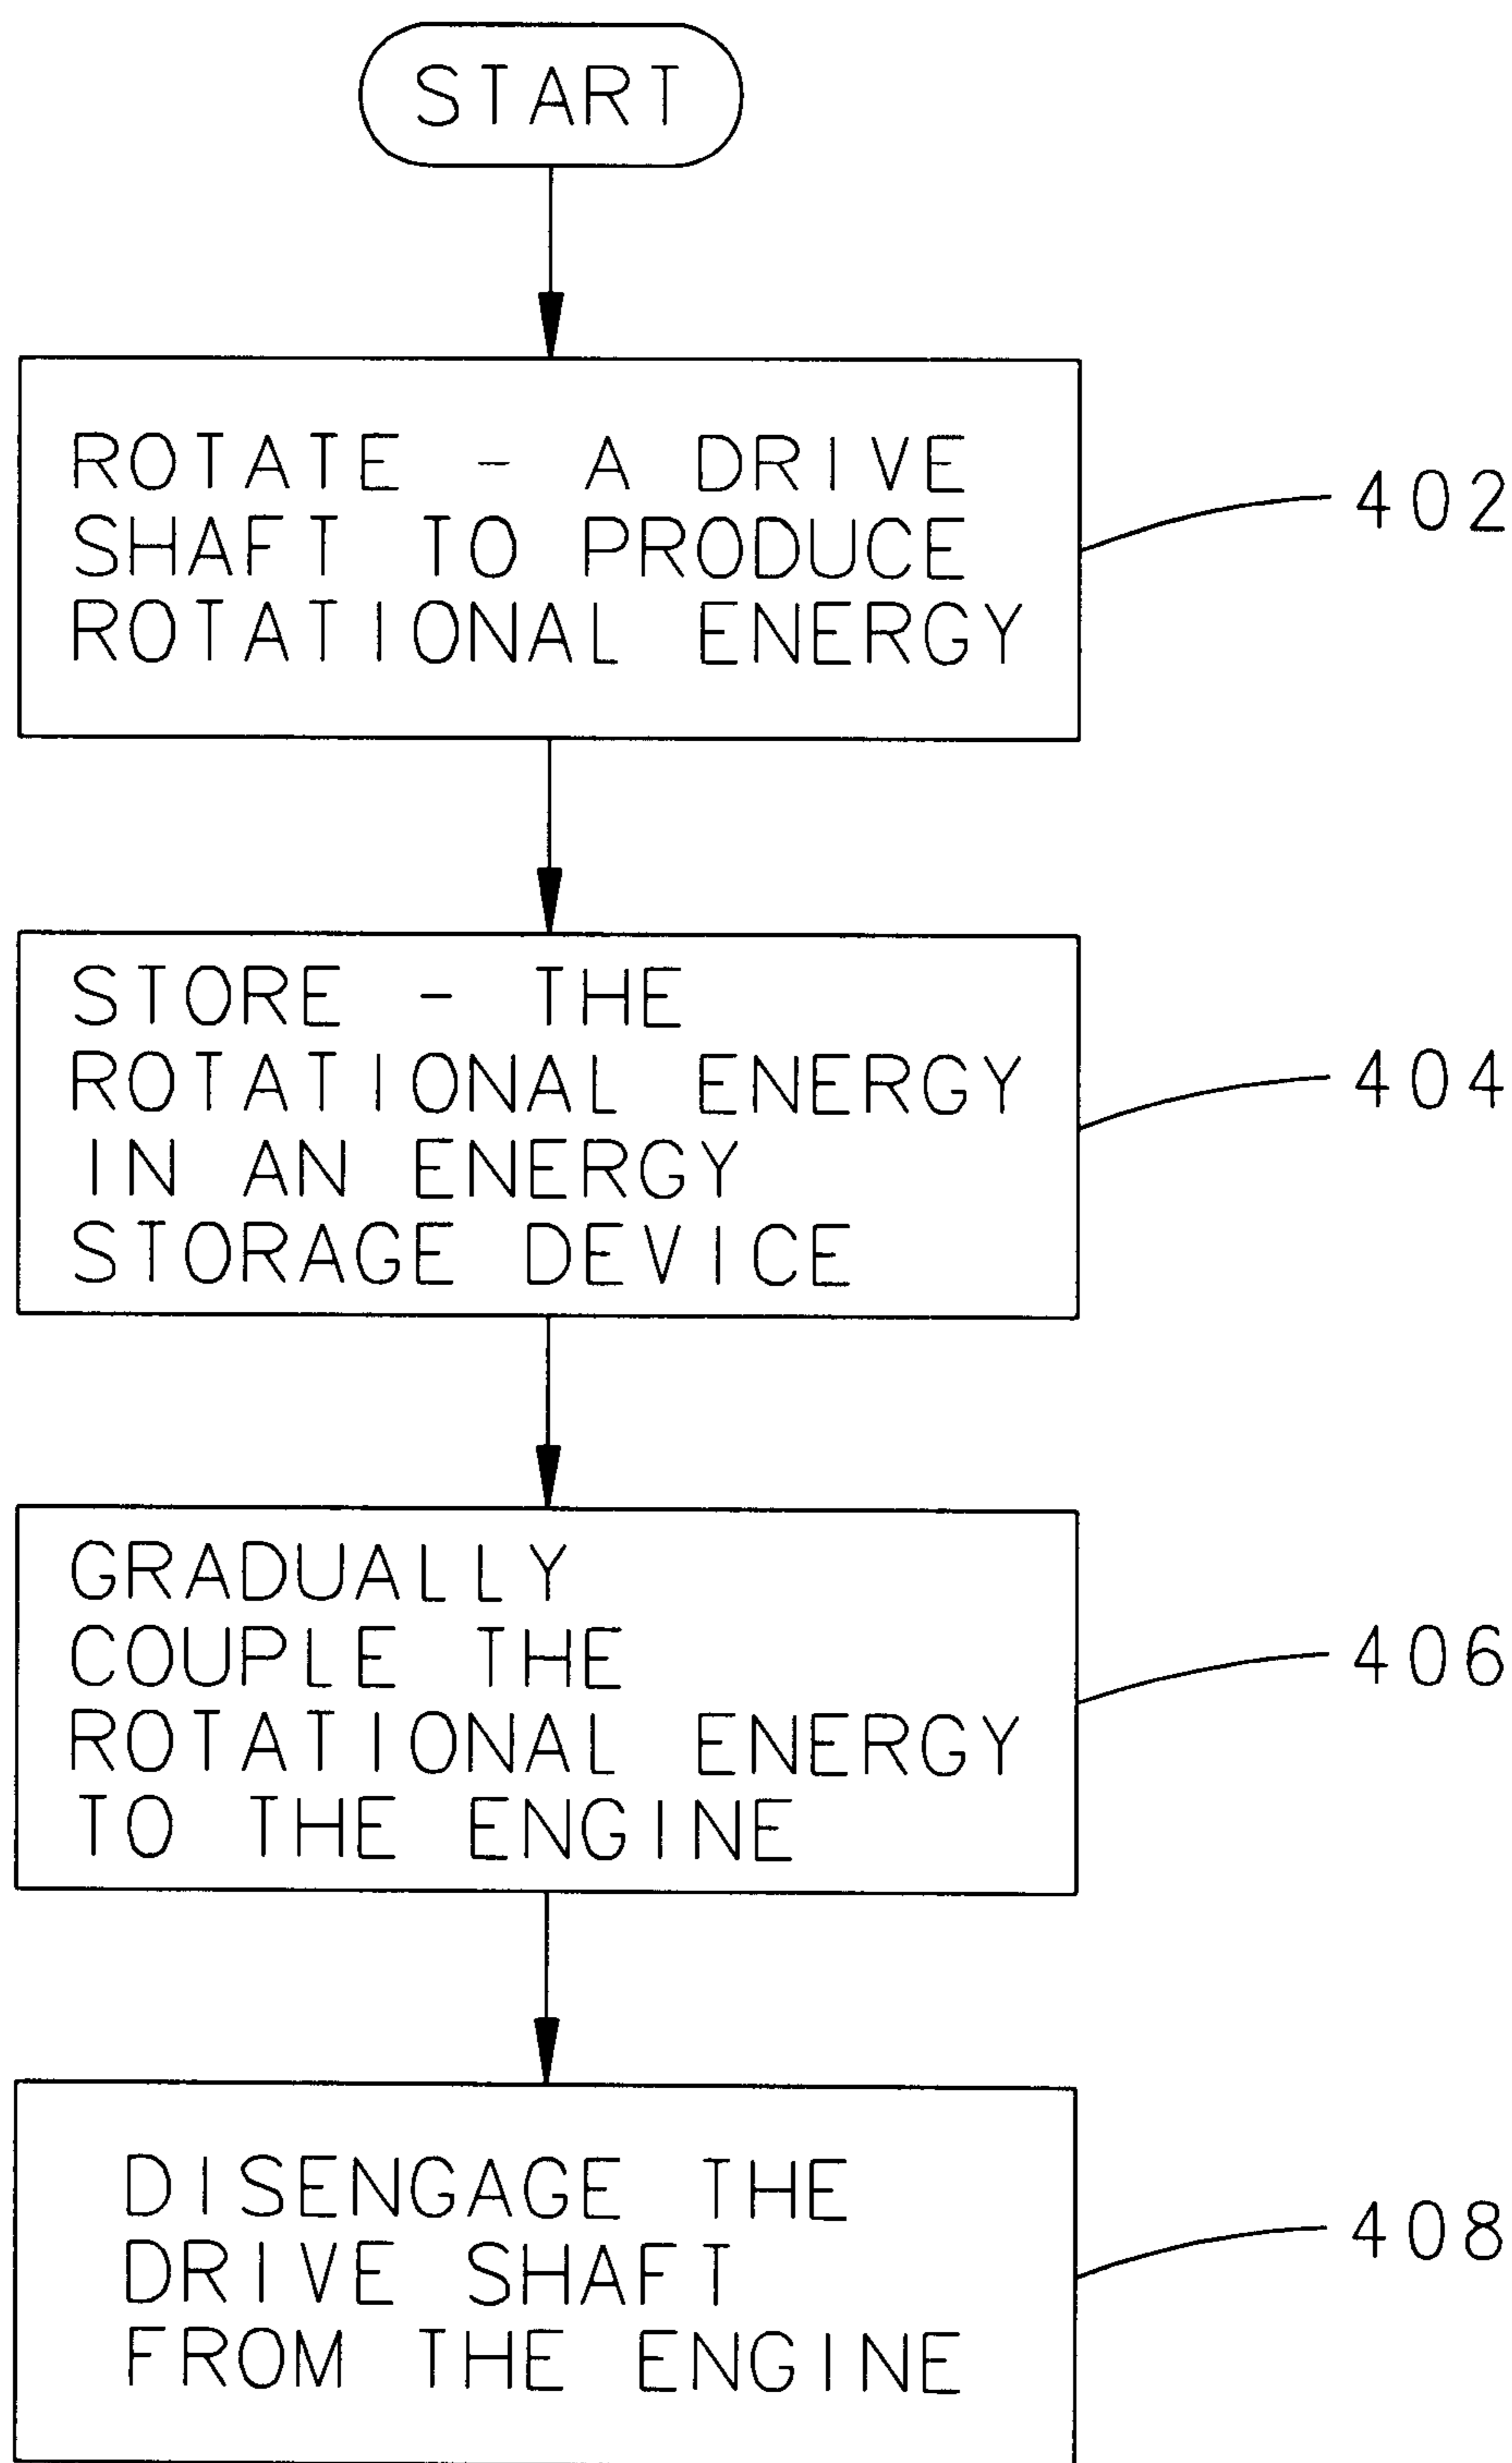 START
ROTATE - A DRIVE
SHAFT TO PRODUCE
ROTATIONAL ENERGY
402
STORE - THE
ROTATIONAL ENERGY
IN AN ENERGY
STORAGE DEVICE
404
GRADUALLY
COUPLE THE
ROTATIONAL ENERGY
TO THE ENGINE
406
DISENGAGE THE
DRIVE SHAFT
FROM THE ENGINE
408